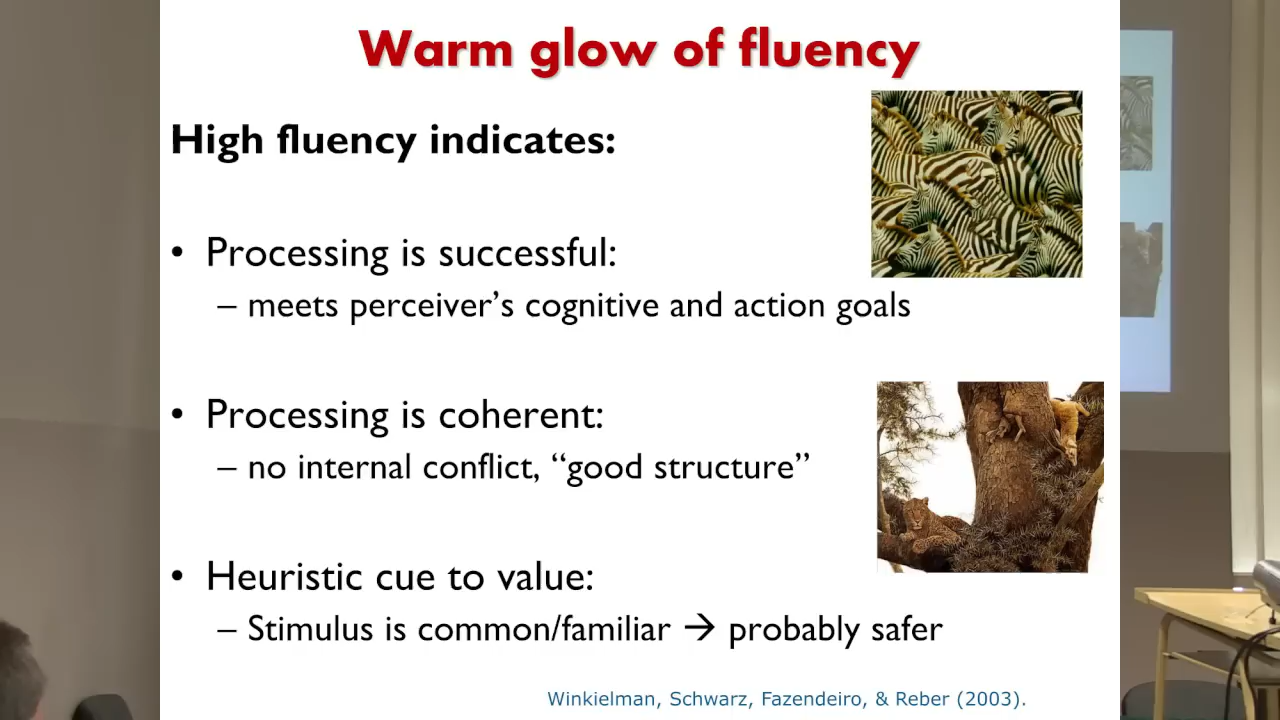 Warm glow of fluency
High fluency indicates:
• Processing is successful:
– meets perceiver’s cognitive and action goals
• Processing is coherent:
– no internal conflict, “good structure”
• Heuristic cue to value:
– Stimulus is common/familiar → probably safer
Winkielman, Schwarz, Fazendeiro, & Reber (2003).